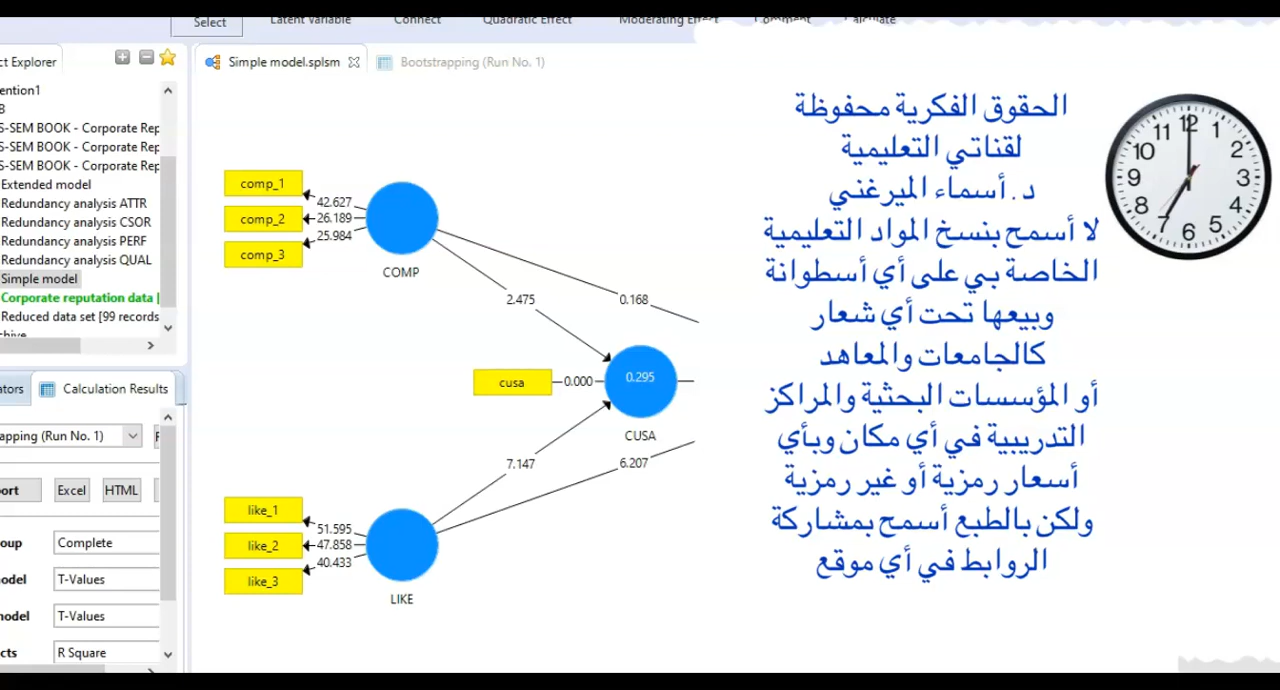 Select
Latent Variable
Connect
Quadratic Effect
Moderating Effect
Comment
Calculate
ct Explorer
Simple model.splsm
Bootstrapping (Run No. 1)
ention1
S-SEM BOOK - Corporate Rep
S-SEM BOOK - Corporate Rep
S-SEM BOOK - Corporate Rep
Extended model
Redundancy analysis ATTR
Redundancy analysis CSOR
Redundancy analysis PERF
Redundancy analysis QUAL
Simple model
Corporate reputation data [
Reduced data set [99 records
ators
Calculation Results
apping (Run No. 1)
ort
Excel
HTML
oup
Complete
odel
T-Values
nodel
T-Values
cts
R Square
comp_1
comp_2
comp_3
42.627
26.189
25.984
COMP
2.475
0.168
cusa
0.000
0.295
CUSA
7.147
6.207
like_1
like_2
like_3
51.595
47.858
40.433
LIKE
الحقوق الفكرية محفوظة
لقناتي التعليمية
د. أسماء الميرغني
لا أسمح بنسخ المواد التعليمية
الخاصة بي على أي أسطوانة
وبيعها تحت أي شعار
كالجامعات والمعاهد
أو المؤسسات البحثية والمراكز
التدريبية في أي مكان وبأي
أسعار رمزية أو غير رمزية
ولكن بالطبع أسمح بمشاركة
الروابط في أي موقع
12
1
2
3
4
5
6
7
8
9
10
11